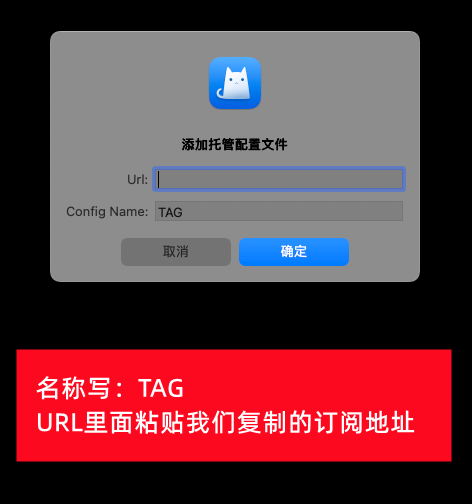 添加托管配置文件
Url:
Config Name: TAG
取消 确定
名称写：TAG
URL里面粘贴我们复制的订阅地址